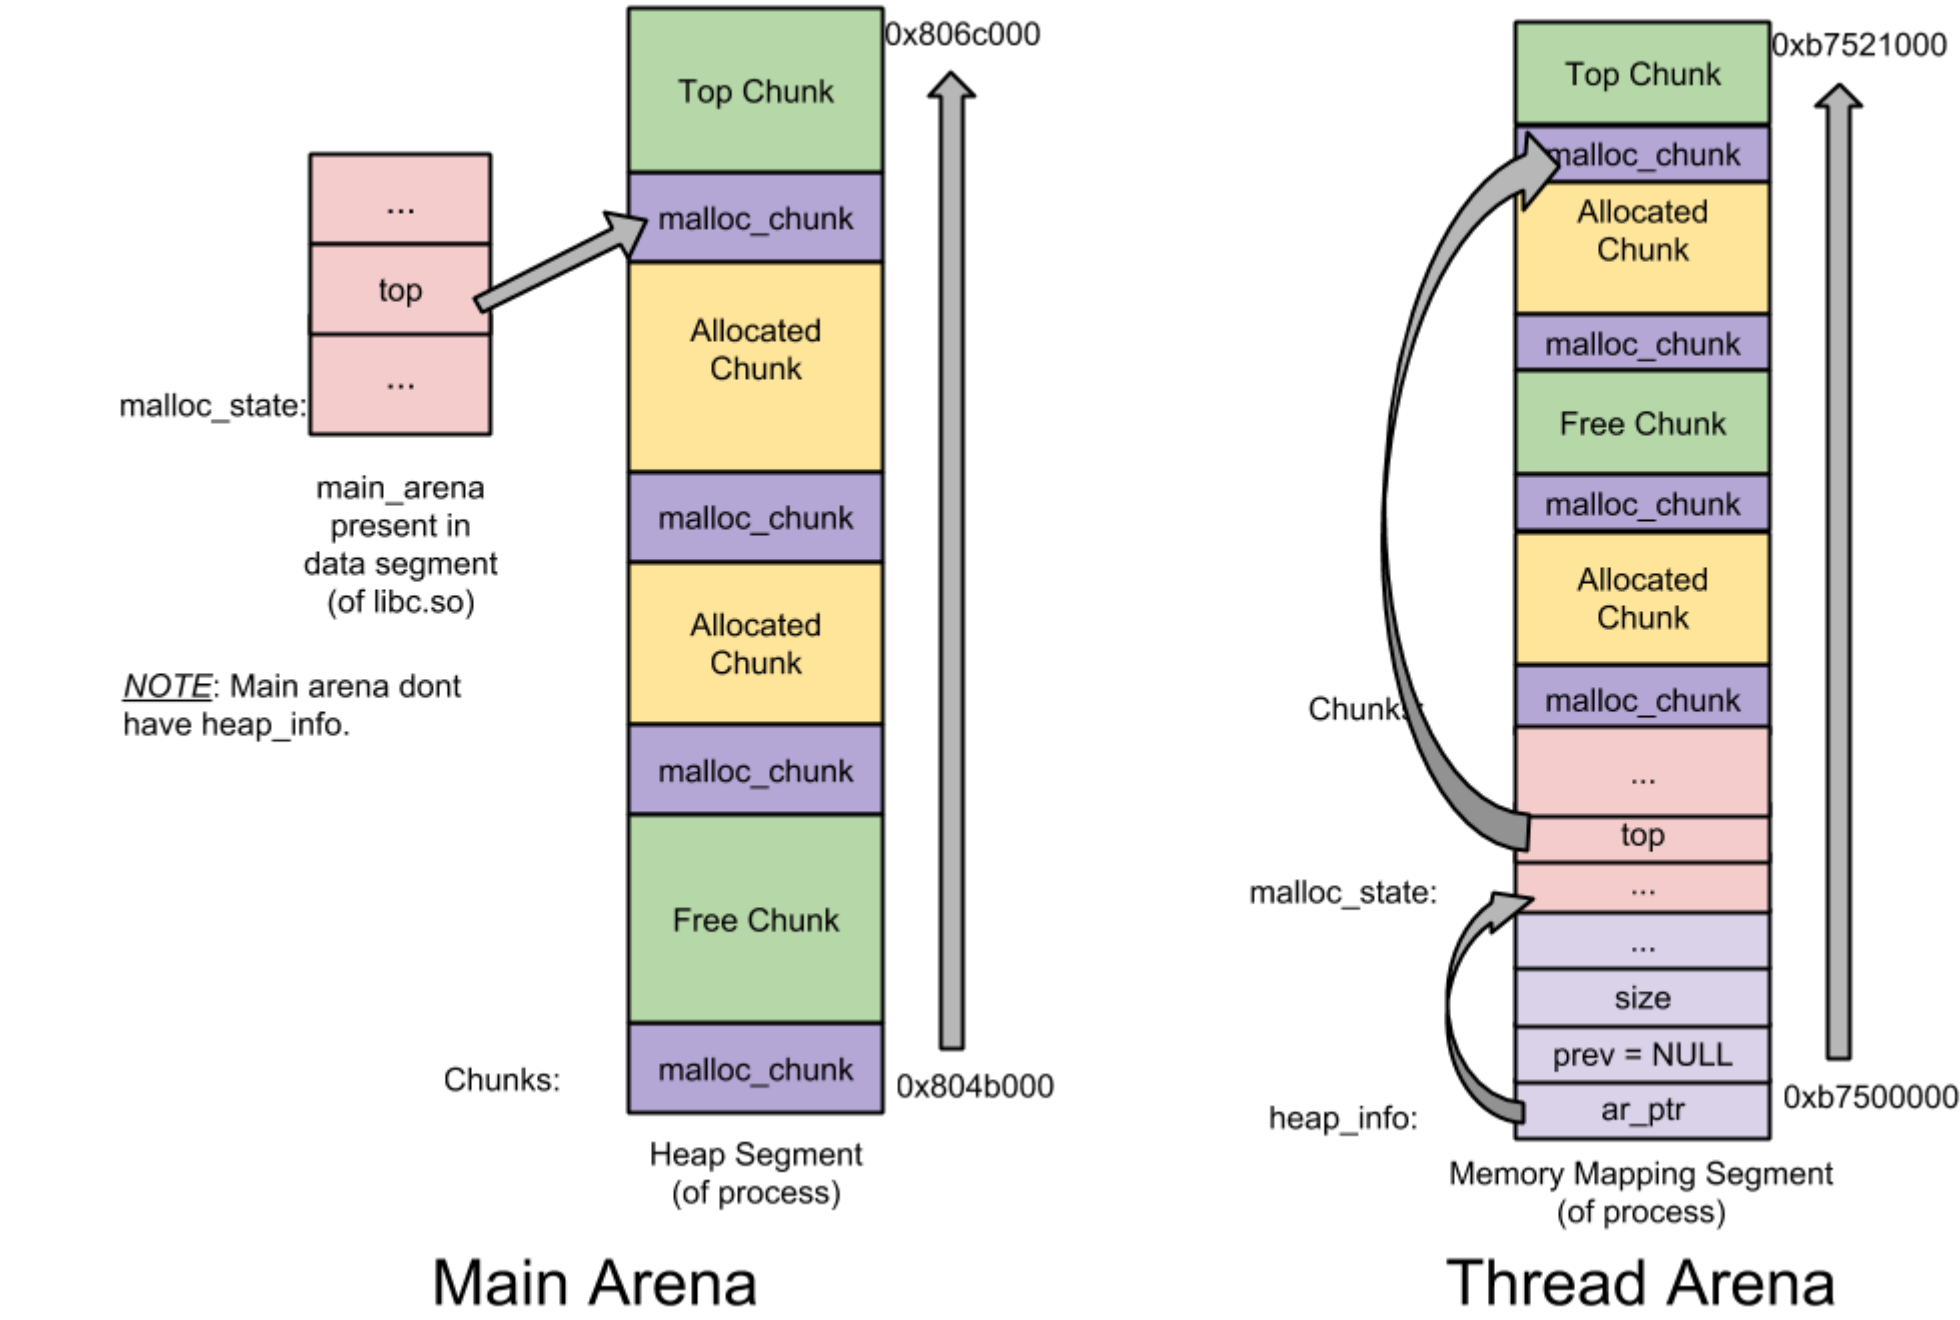 0x806c000
Top Chunk
malloc_chunk
...
top
...
malloc_state:
main_arena
present in
data segment
(of libc.so)
NOTE: Main arena dont
have heap_info.
Allocated
Chunk
malloc_chunk
Allocated
Chunk
malloc_chunk
Free Chunk
Chunks:
malloc_chunk
0x804b000
Heap Segment
(of process)
Main Arena
0xb7521000
Top Chunk
malloc_chunk
Allocated
Chunk
malloc_chunk
Free Chunk
malloc_chunk
Allocated
Chunk
Chunks:
malloc_chunk
...
top
malloc_state:
...
...
size
prev = NULL
0xb7500000
heap_info:
ar_ptr
Memory Mapping Segment
(of process)
Thread Arena